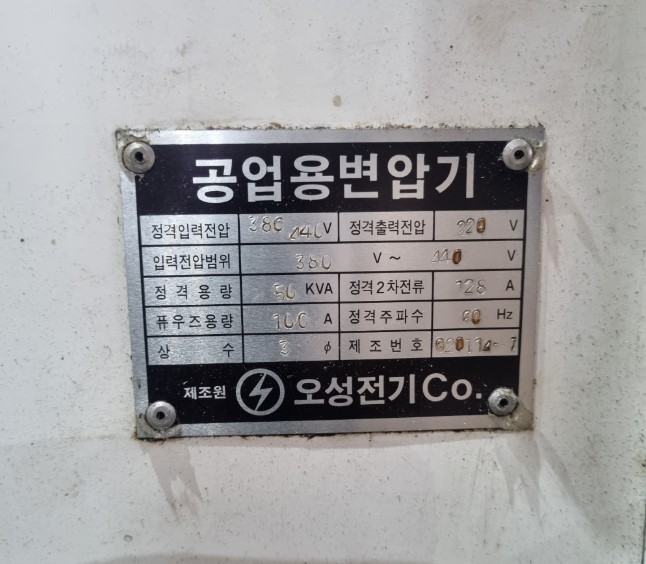 공업용변압기
정격입력전압 380 440V 정격출력전압 220 V
입력전압범위 380 V ~ 440 V
정격용량 50 KVA 정격2차전류 128 A
퓨우즈용량 100 A 정격주파수 60 Hz
상 수 3 φ 제조번호
제조원 오성전기Co.